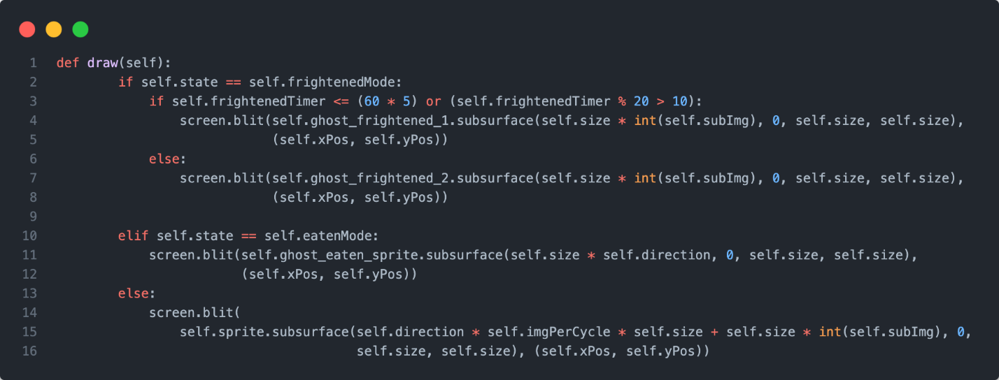 1 def draw(self):
2 if self.state == self.frightenedMode:
3 if self.frightenedTimer <= (60 * 5) or (self.frightenedTimer % 20 > 10):
4 screen.blit(self.ghost_frightened_1.subsurface(self.size * int(self.subImg), 0, self.size, self.size),
5 (self.xPos, self.yPos))
6 else:
7 screen.blit(self.ghost_frightened_2.subsurface(self.size * int(self.subImg), 0, self.size, self.size),
8 (self.xPos, self.yPos))
9
10 elif self.state == self.eatenMode:
11 screen.blit(self.ghost_eaten_sprite.subsurface(self.size * self.direction, 0, self.size, self.size),
12 (self.xPos, self.yPos))
13 else:
14 screen.blit(
15 self.sprite.subsurface(self.direction * self.imgPerCycle * self.size + self.size * int(self.subImg), 0,
16 self.size, self.size), (self.xPos, self.yPos))